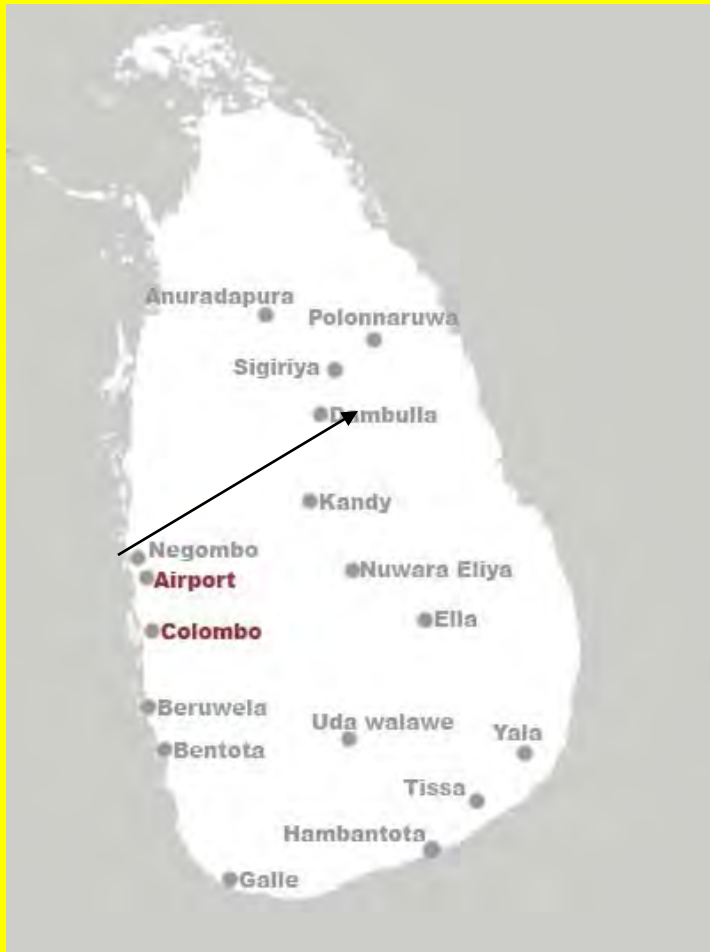 Anuradapura
Polonnaruwa
Sigiriya
Dambulla
Kandy
Negombo
Nuwara Eliya
Airport
Ella
Colombo
Beruwela
Uda walawe
Yala
Bentota
Tissa
Hambantota
Galle